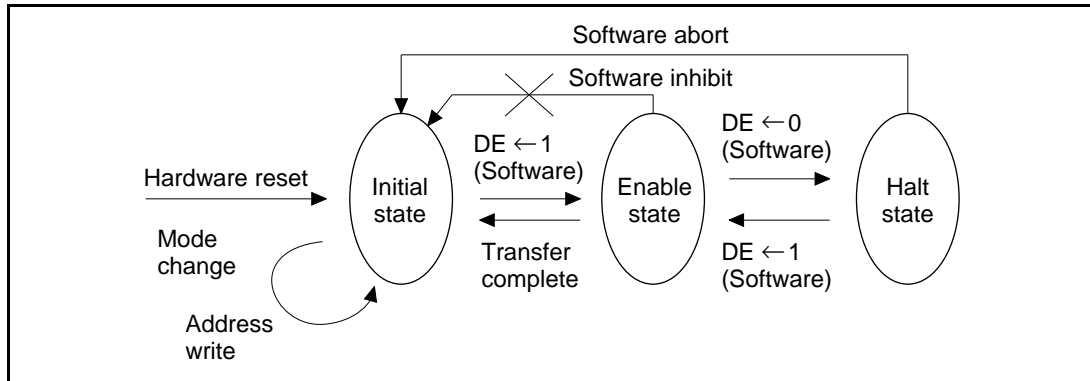 Software abort
Software inhibit
DE ←1
(Software)
DE ←0
(Software)
Hardware reset
Initial
state
Enable
state
Halt
state
Mode
change
Transfer
complete
DE ←1
(Software)
Address
write